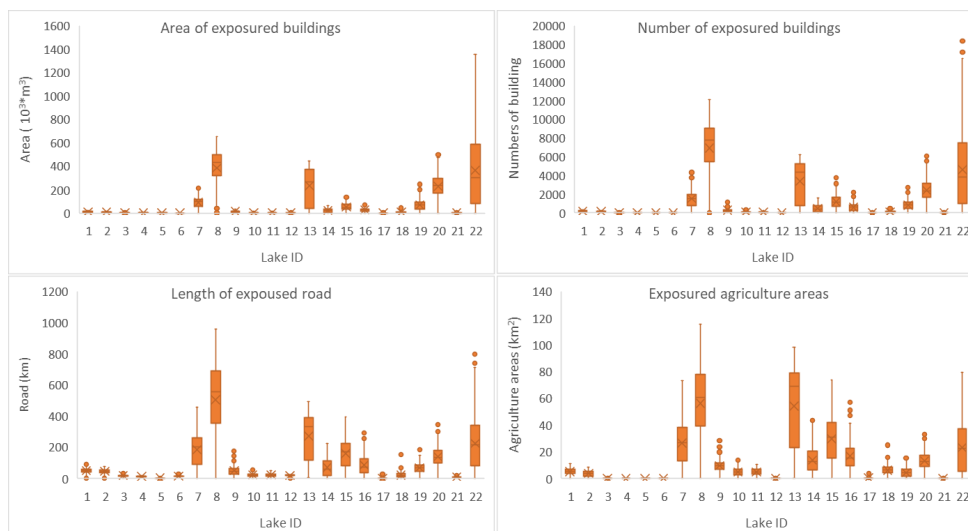 Area of exposured buildings
1600
1400
1200
1000
800
600
400
200
0
Area ( 10³*m³)
1 2 3 4 5 6 7 8 9 10 11 12 13 14 15 16 17 18 19 20 21 22
Lake ID
Number of exposured buildings
20000
18000
16000
14000
12000
10000
8000
6000
4000
2000
0
Numbers of building
1 2 3 4 5 6 7 8 9 10 11 12 13 14 15 16 17 18 19 20 21 22
Lake ID
Length of expoused road
1200
1000
800
600
400
200
0
Road (km)
1 2 3 4 5 6 7 8 9 10 11 12 13 14 15 16 17 18 19 20 21 22
Lake ID
Exposured agriculture areas
140
120
100
80
60
40
20
0
Agriculture areas (km²)
1 2 3 4 5 6 7 8 9 10 11 12 13 14 15 16 17 18 19 20 21 22
Lake ID